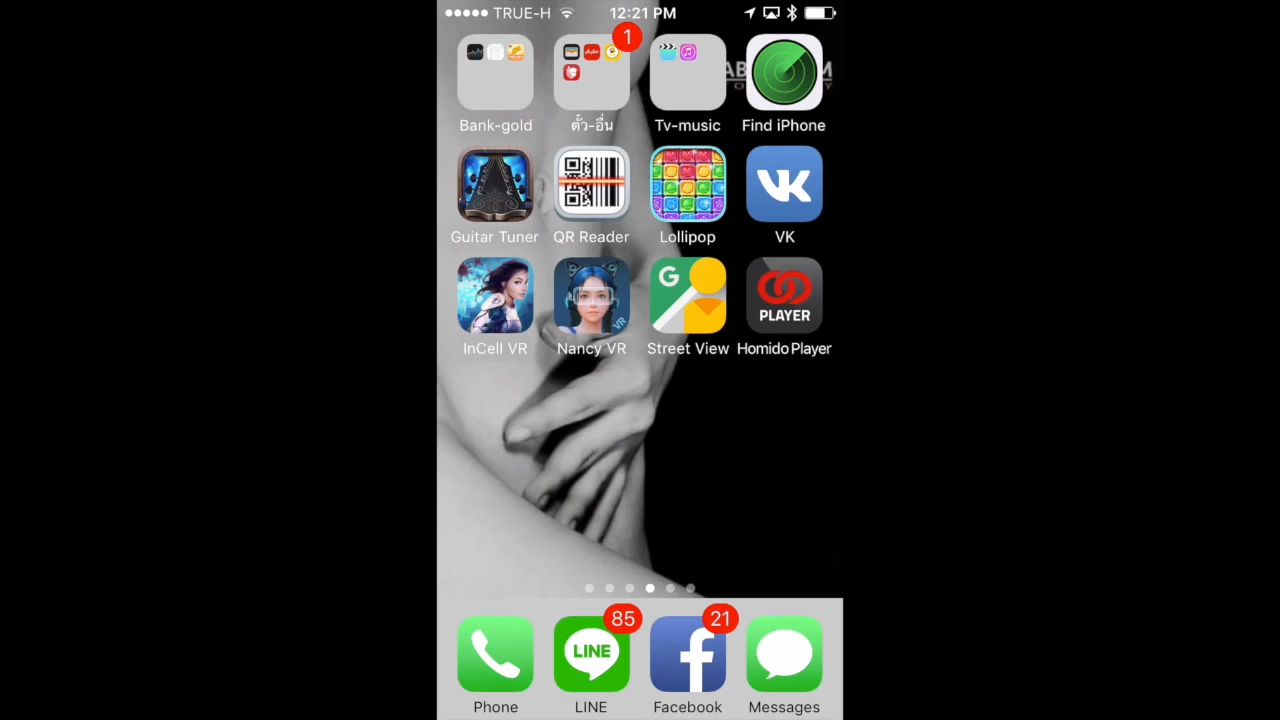 TRUE-H 12:21 PM
1
Bank-gold ตั๋ว-อื่น Tv-music Find iPhone
Guitar Tuner QR Reader Lollipop VK
G VR PLAYER
InCell VR Nancy VR Street View Homido Player
85 21
LINE
Phone LINE Facebook Messages